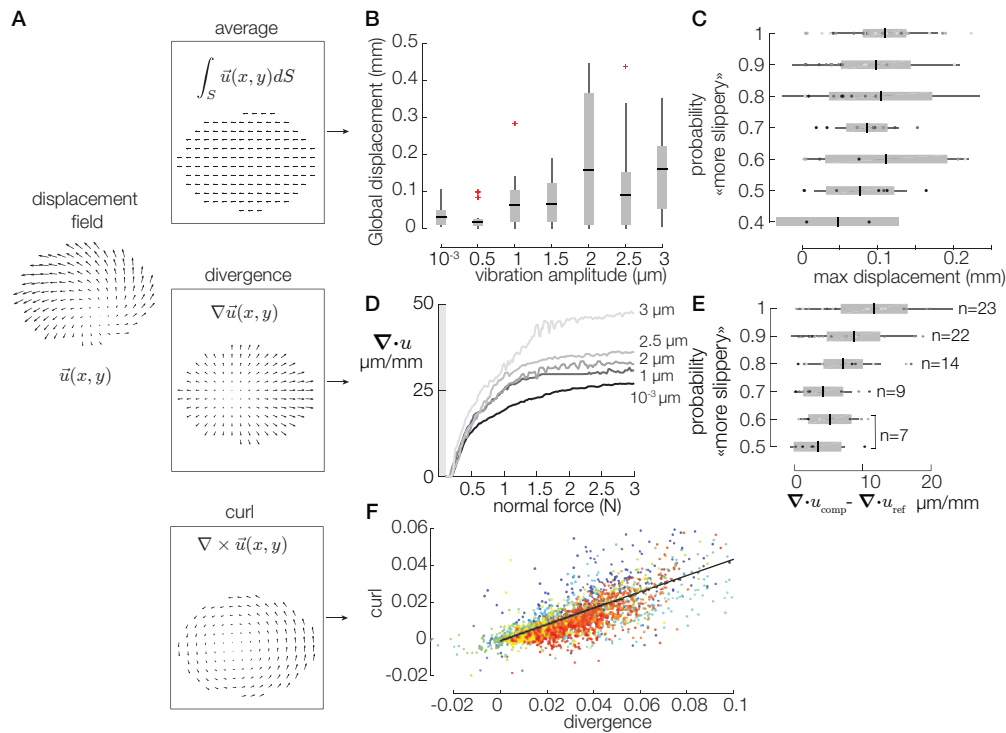 A
average
∫_S u⃗(x, y)dS
displacement
field
u⃗(x, y)
divergence
∇u⃗(x, y)
curl
∇ × u⃗(x, y)
B
Global displacement (mm)
0.5
0.4
0.3
0.2
0.1
0
10⁻³ 0.5 1 1.5 2 2.5 3
vibration amplitude (µm)
C
probability
«more slippery»
1
0.9
0.8
0.7
0.6
0.5
0.4
0 0.1 0.2
max displacement (mm)
D
∇·u
µm/mm
50
25
0
3 µm
2.5 µm
2 µm
1 µm
10⁻³ µm
0.5 1 1.5 2 2.5 3
normal force (N)
E
probability
«more slippery»
1
0.9
0.8
0.7
0.6
0.5
n=23
n=22
n=14
n=9
n=7
0 10 20
∇·u_comp - ∇·u_ref µm/mm
F
curl
0.06
0.04
0.02
0
-0.02
-0.02 0 0.02 0.04 0.06 0.08 0.1
divergence